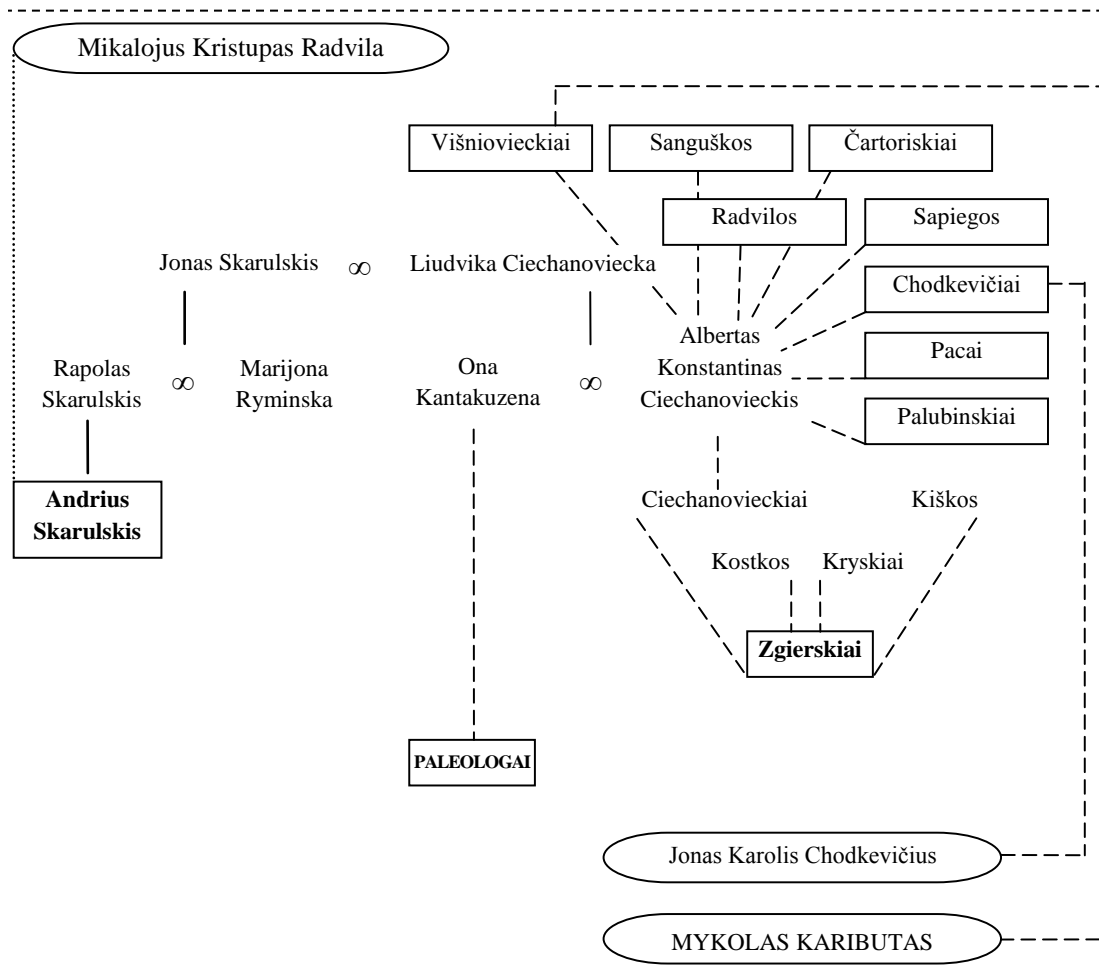 Mikalojus Kristupas Radvila
Višniovieckiai
Sanguškos
Čartoriskiai
Radvilos
Sapiegos
Jonas Skarulskis
∞
Liudvika Ciechanoviecka
Chodkevičiai
Albertas
Konstantinas
Ciechanovieckis
Pacai
Rapolas
Skarulskis
∞
Marijona
Ryminska
Ona
Kantakuzena
∞
Palubinskiai
Andrius
Skarulskis
Ciechanovieckiai
Kiškos
Kostkos
Kryskiai
Zgierskiai
PALEOLOGAI
Jonas Karolis Chodkevičius
MYKOLAS KARIBUTAS